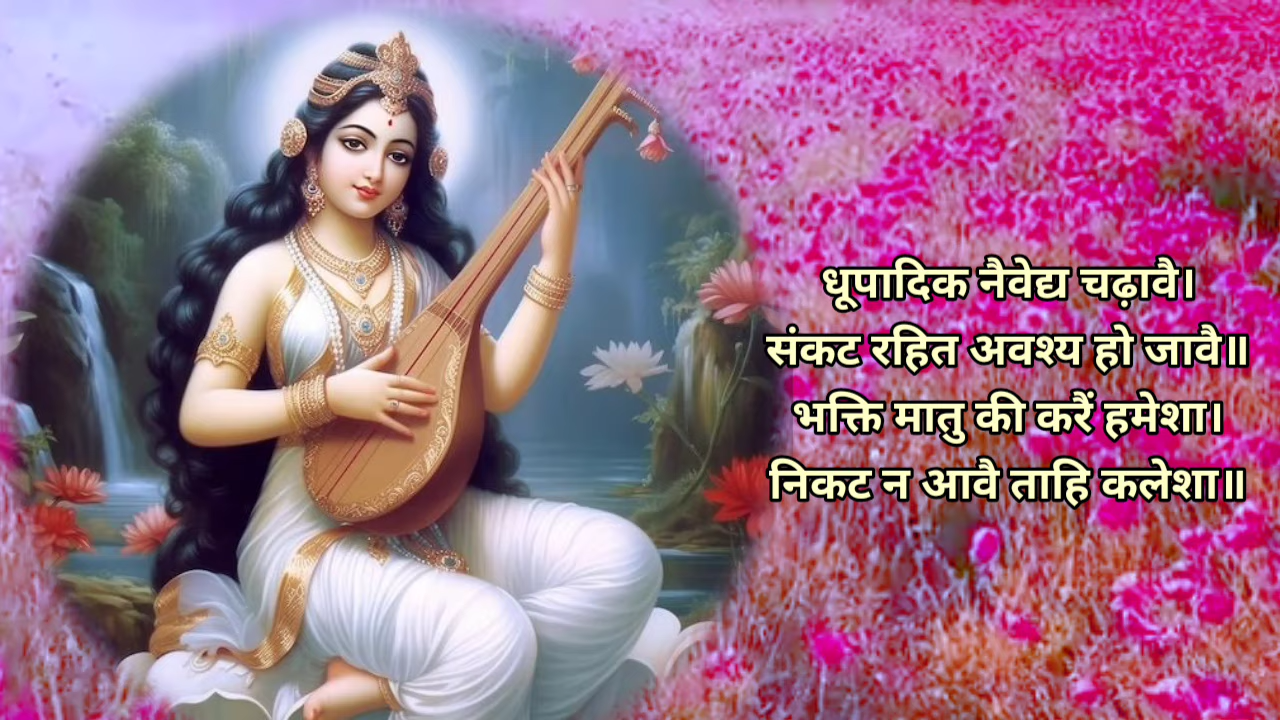 धूपादिक नैवेद्य चढ़ावै।
संकट रहित अवश्य हो जावै॥
भक्ति मातु की करैं हमेशा।
निकट न आवै ताहि कलेशा॥